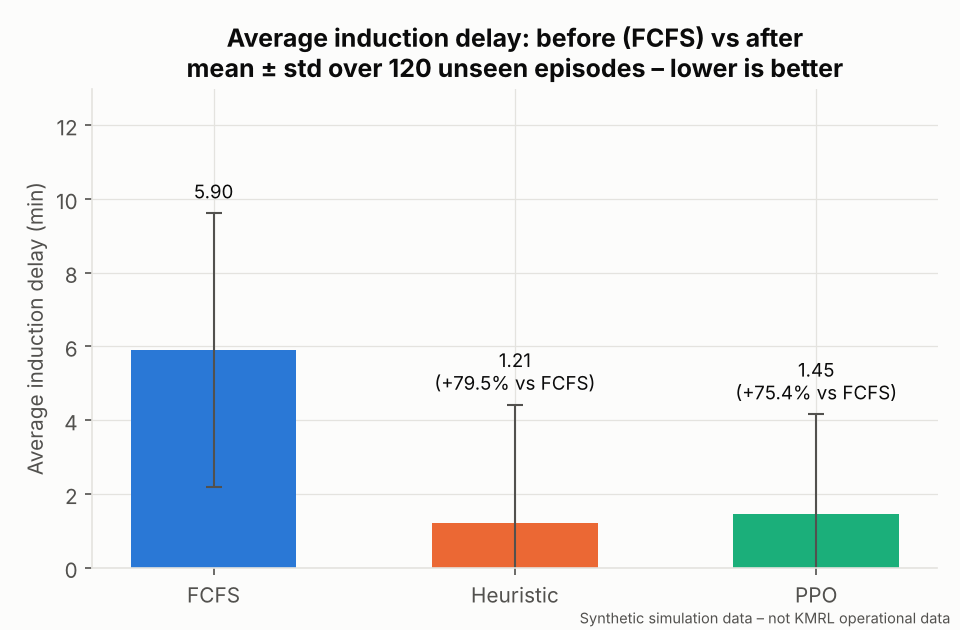 Average induction delay: before (FCFS) vs after
mean ± std over 120 unseen episodes – lower is better
Average induction delay (min)
12
10
8
6
4
2
0
5.90
1.21
(+79.5% vs FCFS)
1.45
(+75.4% vs FCFS)
FCFS
Heuristic
PPO
Synthetic simulation data – not KMRL operational data